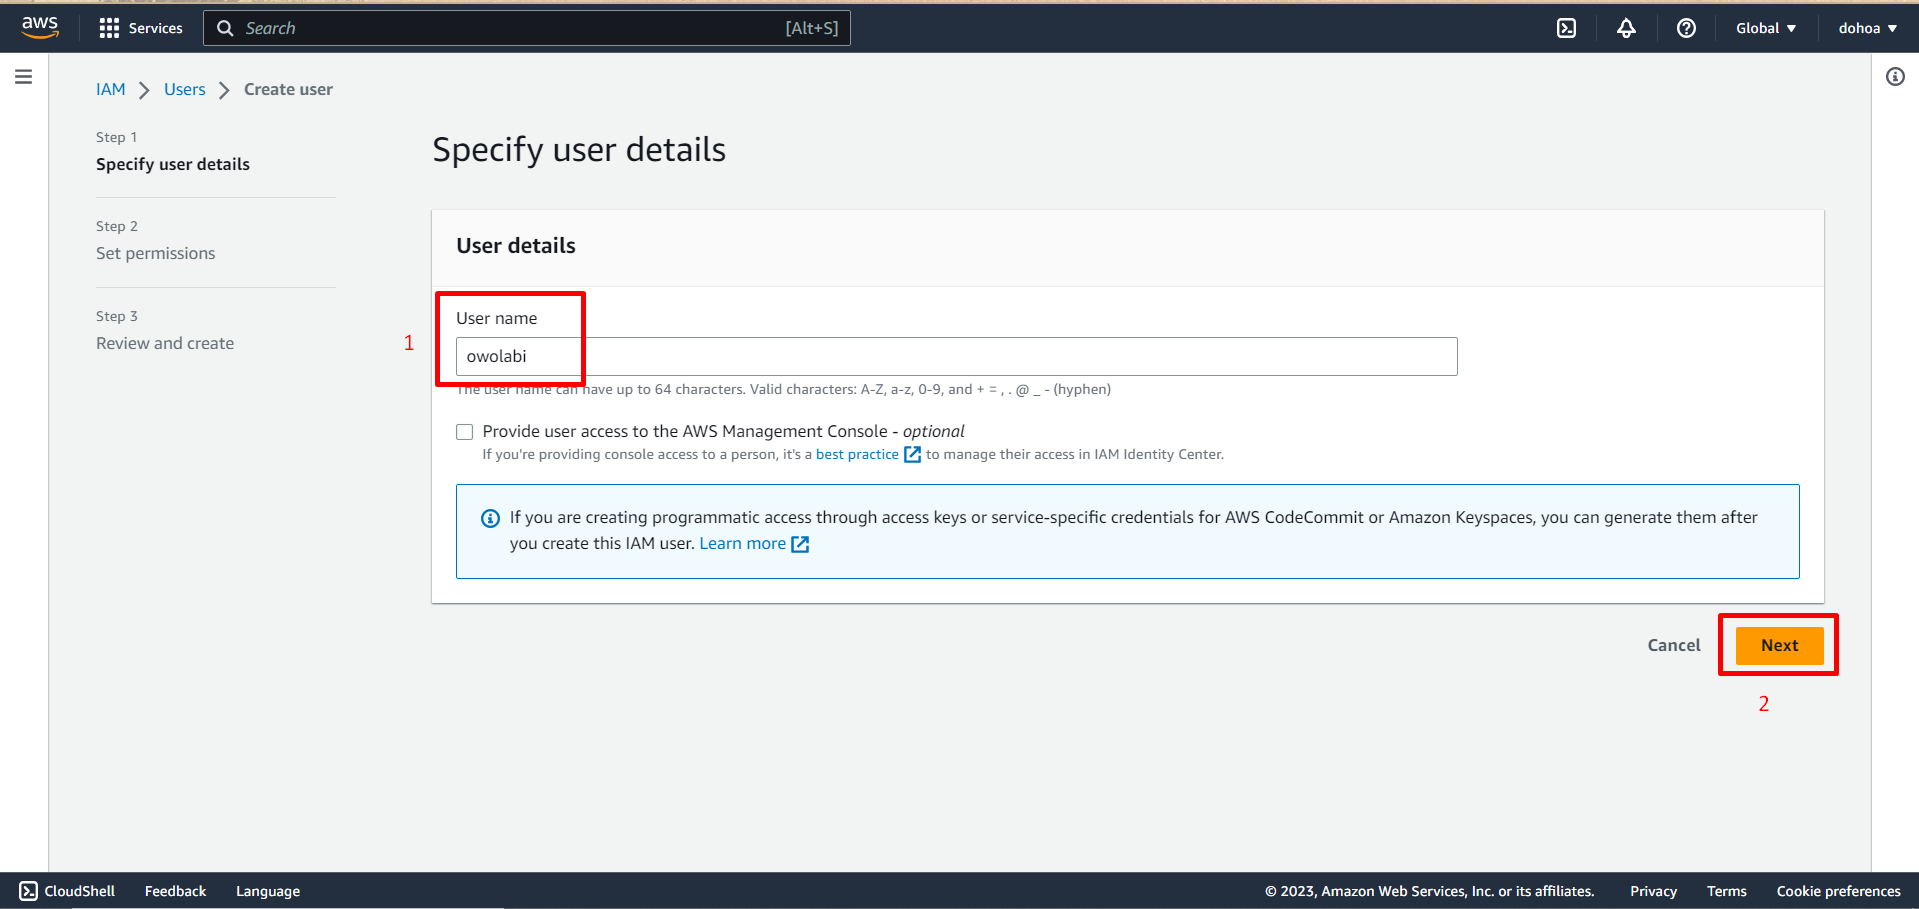 aws Services Search [Alt+S] Global dohoa
IAM Users Create user
Step 1
Specify user details
Step 2
Set permissions
Step 3
Review and create
Specify user details
User details
1
User name
owolabi
The user name can have up to 64 characters. Valid characters: A-Z, a-z, 0-9, and + = , . @ _ - (hyphen)
Provide user access to the AWS Management Console - optional
If you're providing console access to a person, it's a best practice to manage their access in IAM Identity Center.
If you are creating programmatic access through access keys or service-specific credentials for AWS CodeCommit or Amazon Keyspaces, you can generate them after
you create this IAM user. Learn more
Cancel Next
2
CloudShell Feedback Language © 2023, Amazon Web Services, Inc. or its affiliates. Privacy Terms Cookie preferences